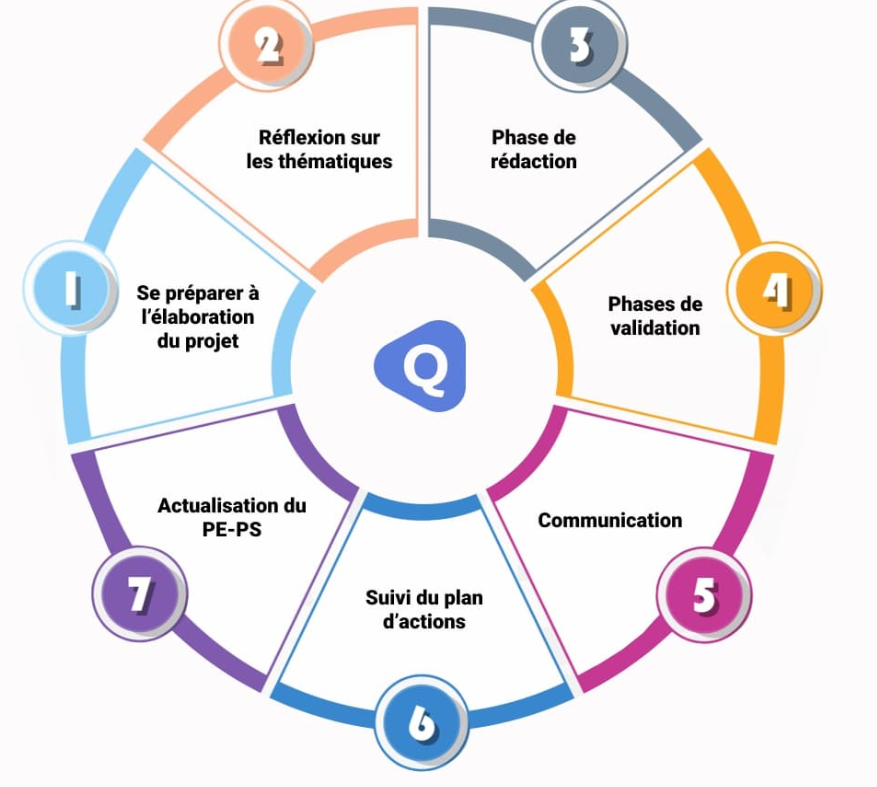 1
Se préparer à
l'élaboration
du projet
2
Réflexion sur
les thématiques
3
Phase de
rédaction
4
Phases de
validation
5
Communication
6
Suivi du plan
d'actions
7
Actualisation du
PE-PS
Q